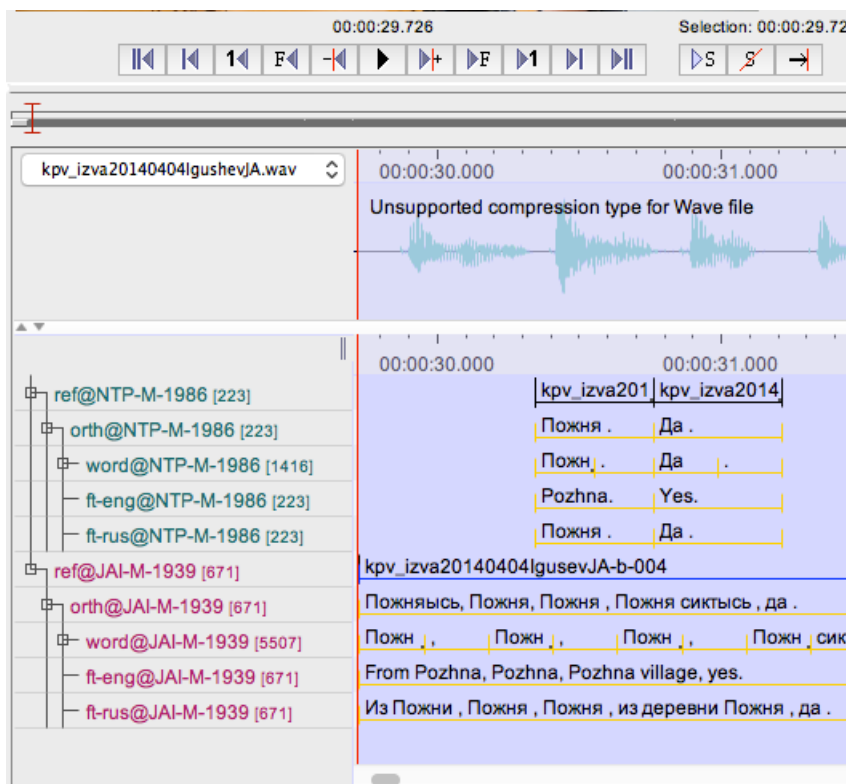 00:00:29.726
Selection: 00:00:29.72
1 F + F 1 S S
kpv_izva20140404IgushevJA.wav
00:00:30.000 00:00:31.000
Unsupported compression type for Wave file
00:00:30.000 00:00:31.000
ref@NTP-M-1986 [223] kpv_izva201 kpv_izva2014
orth@NTP-M-1986 [223] Пожня . Да .
word@NTP-M-1986 [1416] Пожн . Да .
ft-eng@NTP-M-1986 [223] Pozhna. Yes.
ft-rus@NTP-M-1986 [223] Пожня . Да .
ref@JAI-M-1939 [671] kpv_izva20140404IgusevJA-b-004
orth@JAI-M-1939 [671] Пожняысь, Пожня, Пожня , Пожня сиктысь , да .
word@JAI-M-1939 [5507] Пожн , Пожн , Пожн , Пожн сик
ft-eng@JAI-M-1939 [671] From Pozhna, Pozhna, Pozhna village, yes.
ft-rus@JAI-M-1939 [671] Из Пожни , Пожня , Пожня , из деревни Пожня , да .